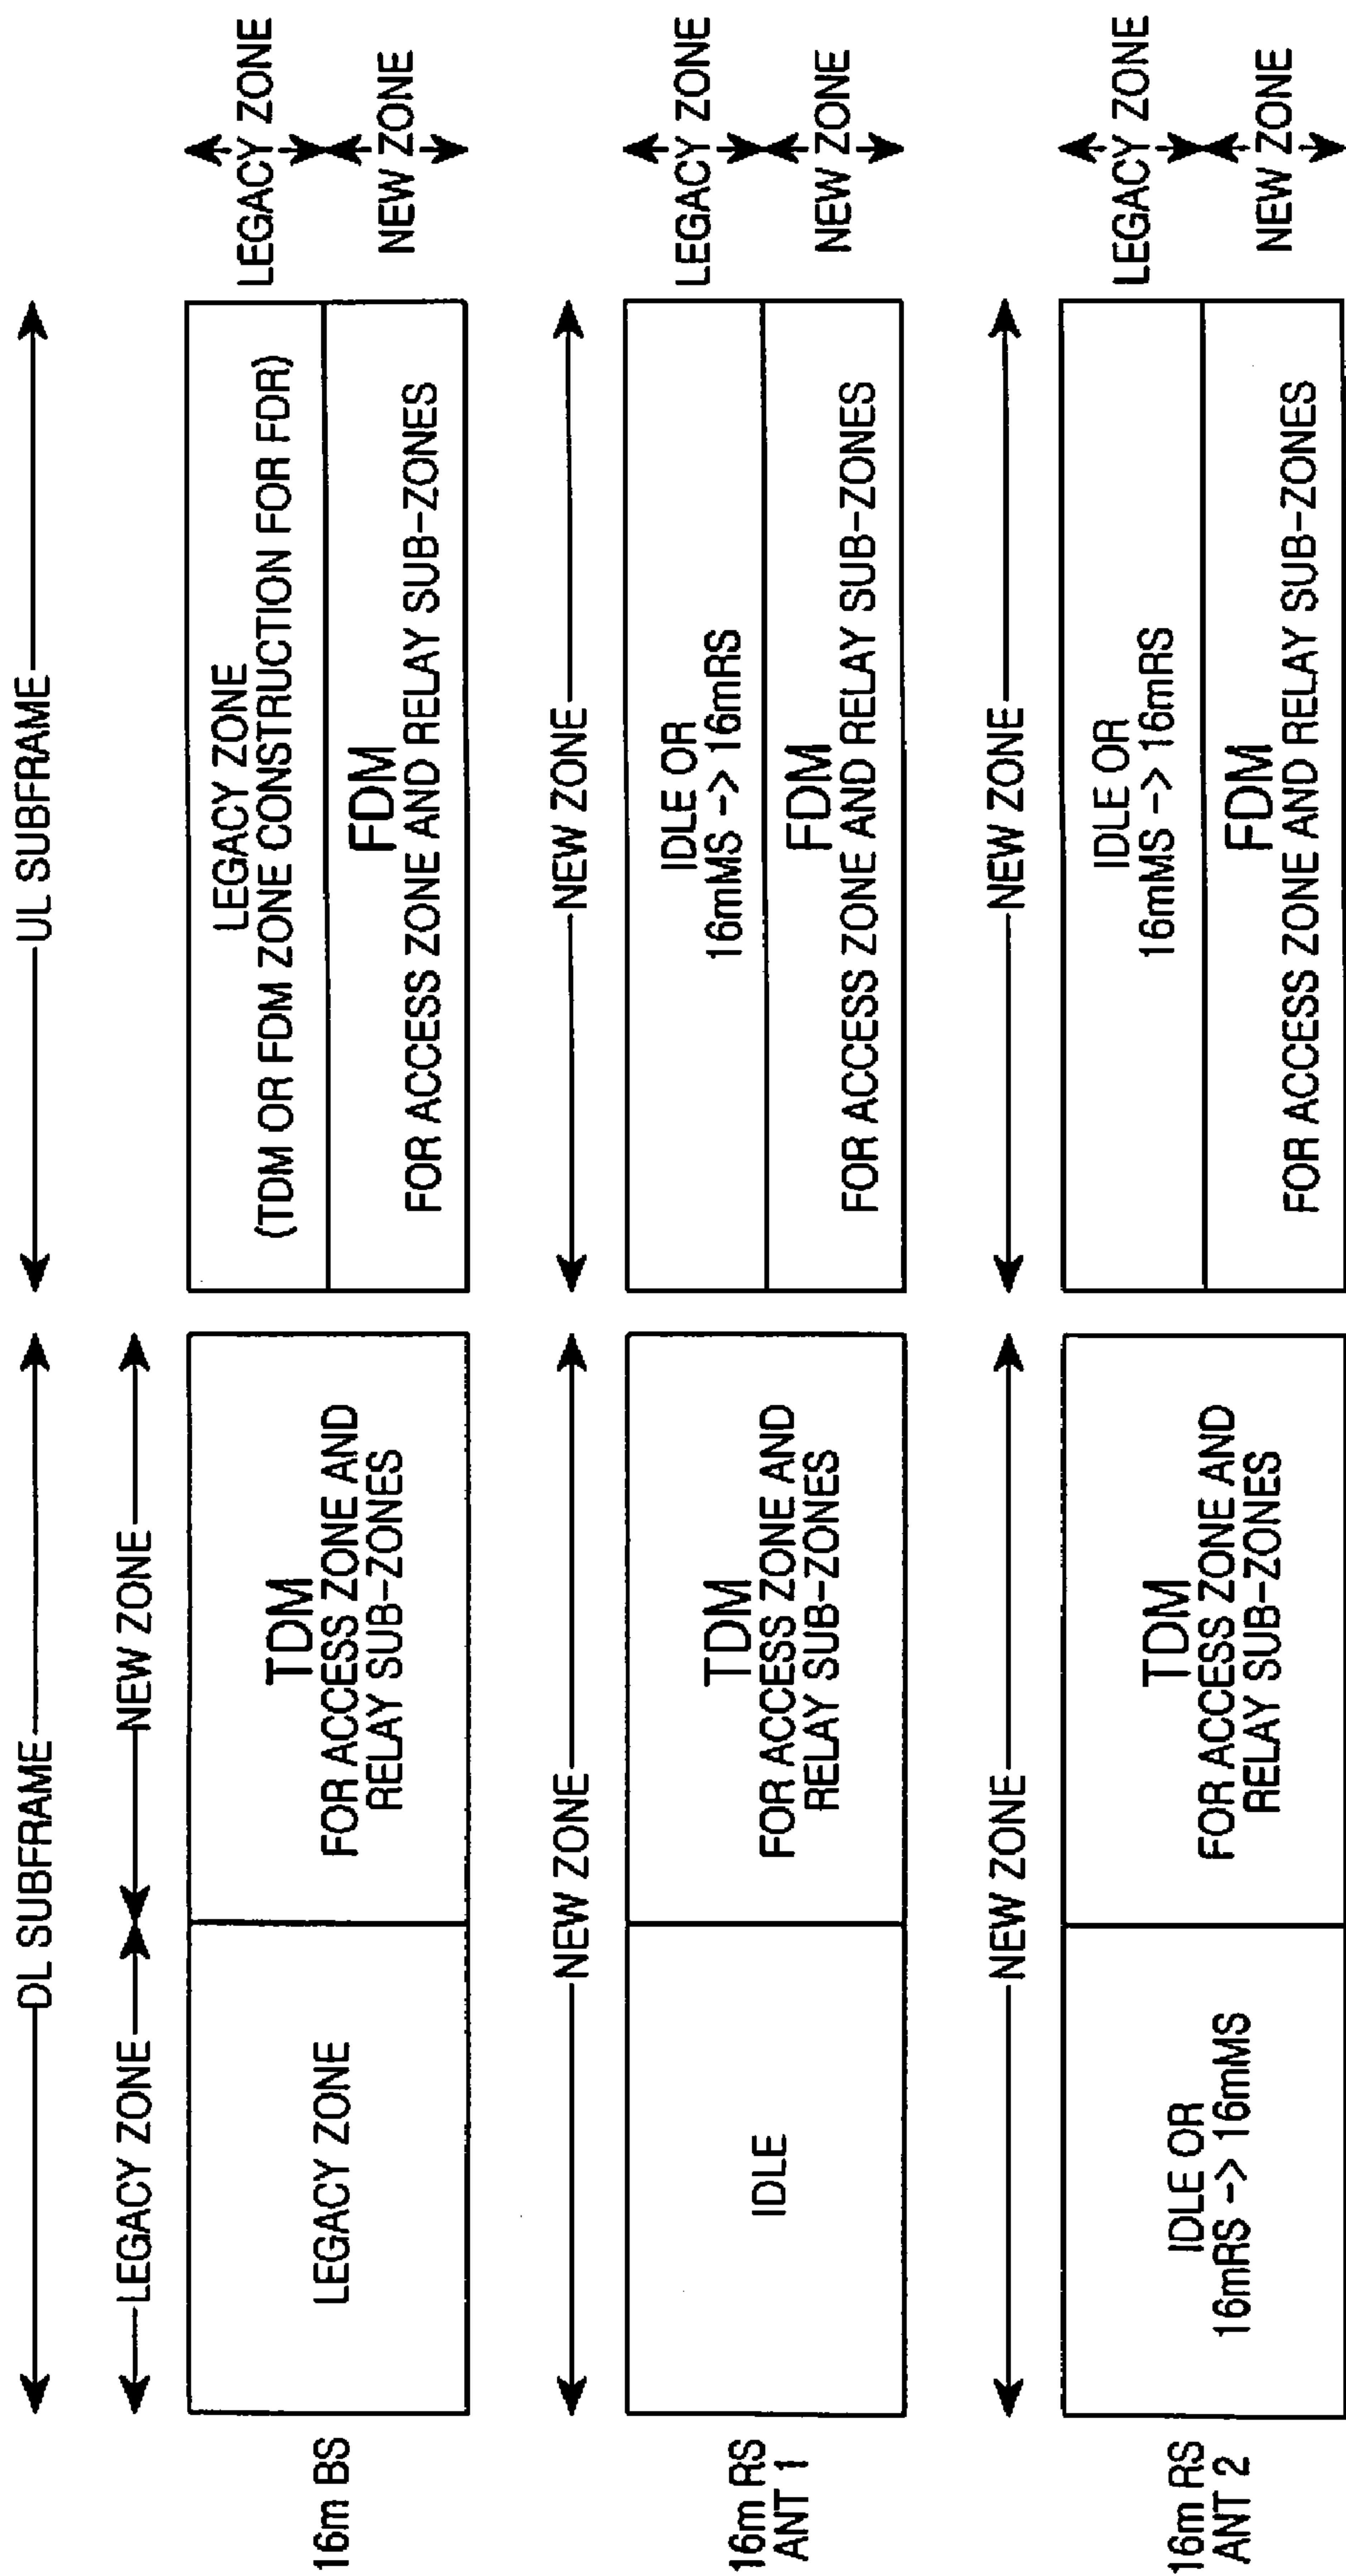 DL SUBFRAME
UL SUBFRAME
LEGACY ZONE
NEW ZONE
16m BS
LEGACY ZONE
TDM
FOR ACCESS ZONE AND
RELAY SUB-ZONES
LEGACY ZONE
(TDM OR FDM ZONE CONSTRUCTION FOR FDR)
FDM
FOR ACCESS ZONE AND RELAY SUB-ZONES
LEGACY ZONE
NEW ZONE
NEW ZONE
NEW ZONE
16m RS
ANT 1
IDLE
TDM
FOR ACCESS ZONE AND
RELAY SUB-ZONES
IDLE OR
16mMS -> 16mRS
FDM
FOR ACCESS ZONE AND RELAY SUB-ZONES
LEGACY ZONE
NEW ZONE
NEW ZONE
NEW ZONE
16m RS
ANT 2
IDLE OR
16mRS -> 16mMS
TDM
FOR ACCESS ZONE AND
RELAY SUB-ZONES
IDLE OR
16mMS -> 16mRS
FDM
FOR ACCESS ZONE AND RELAY SUB-ZONES
LEGACY ZONE
NEW ZONE